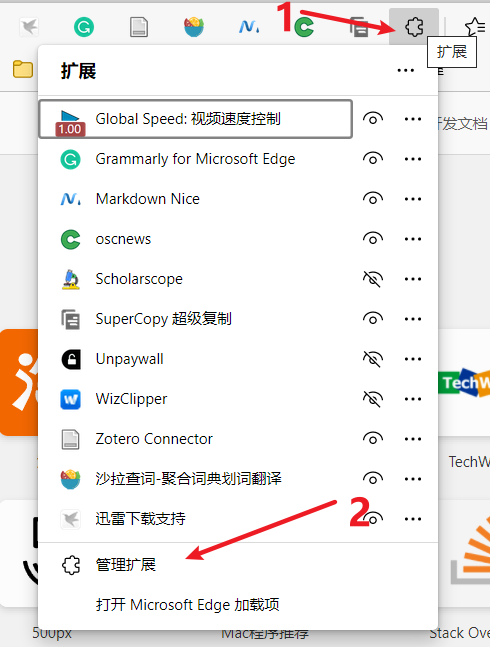 1
扩展
扩展
开发文档
1.00
Global Speed: 视频速度控制
Grammarly for Microsoft Edge
Markdown Nice
oscnews
Scholarscope
SuperCopy 超级复制
Unpaywall
WizClipper
TechW
Zotero Connector
TechW
沙拉查词-聚合词典划词翻译
迅雷下载支持
2
管理扩展
打开 Microsoft Edge 加载项
500px
Mac程序推荐
Stack Ove